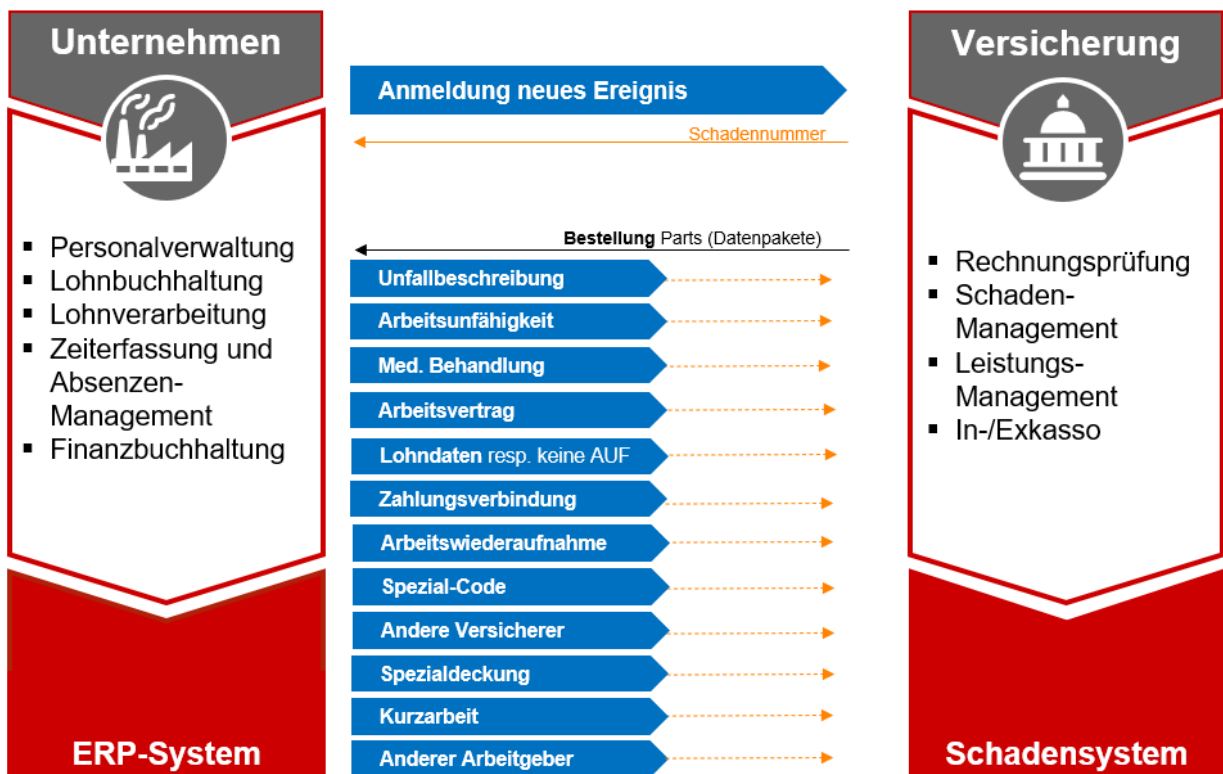 Unternehmen
▪ Personalverwaltung
▪ Lohnbuchhaltung
▪ Lohnverarbeitung
▪ Zeiterfassung und
Absenzen-
Management
▪ Finanzbuchhaltung
ERP-System
Anmeldung neues Ereignis
Schadennummer
Bestellung Parts (Datenpakete)
Unfallbeschreibung
Arbeitsunfähigkeit
Med. Behandlung
Arbeitsvertrag
Lohndaten resp. keine AUF
Zahlungsverbindung
Arbeitswiederaufnahme
Spezial-Code
Andere Versicherer
Spezialdeckung
Kurzarbeit
Anderer Arbeitgeber
Versicherung
▪ Rechnungsprüfung
▪ Schaden-
Management
▪ Leistungs-
Management
▪ In-/Exkasso
Schadensystem